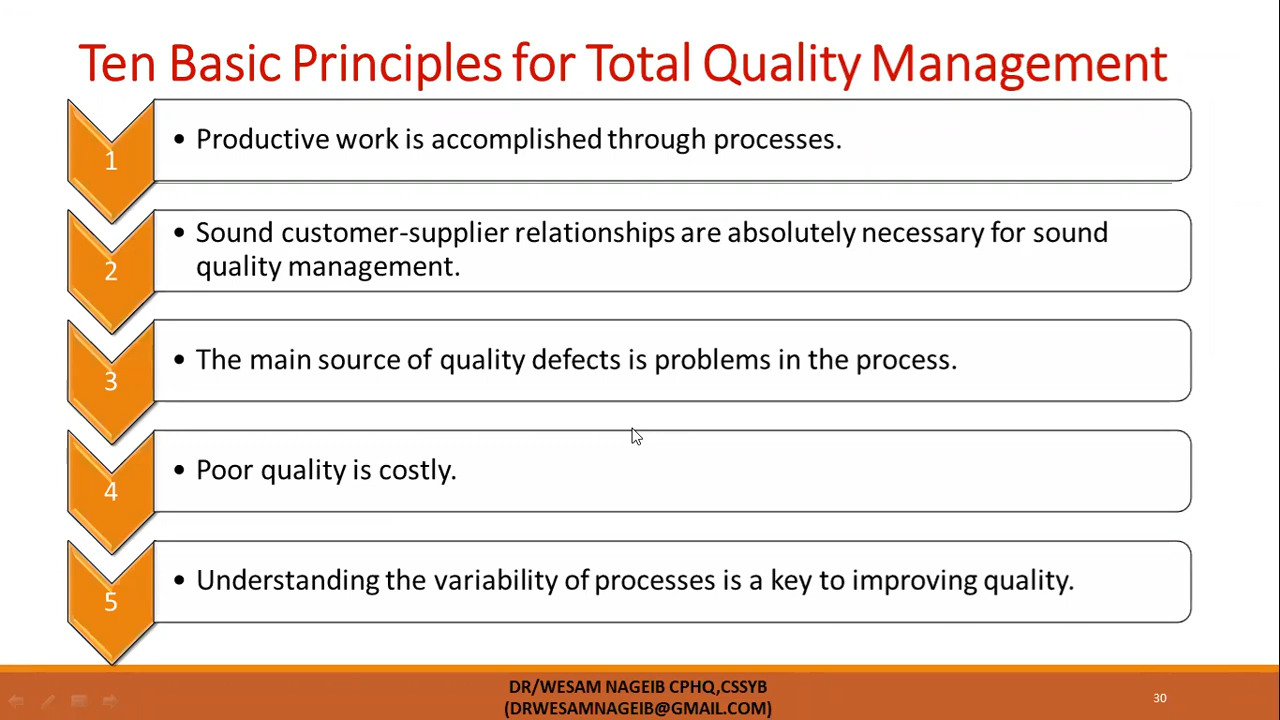 Ten Basic Principles for Total Quality Management
1
• Productive work is accomplished through processes.
2
• Sound customer-supplier relationships are absolutely necessary for sound
quality management.
3
• The main source of quality defects is problems in the process.
4
• Poor quality is costly.
5
• Understanding the variability of processes is a key to improving quality.
DR/WESAM NAGEIB CPHQ,CSSYB
(DRWESAMNAGEIB@GMAIL.COM)
30